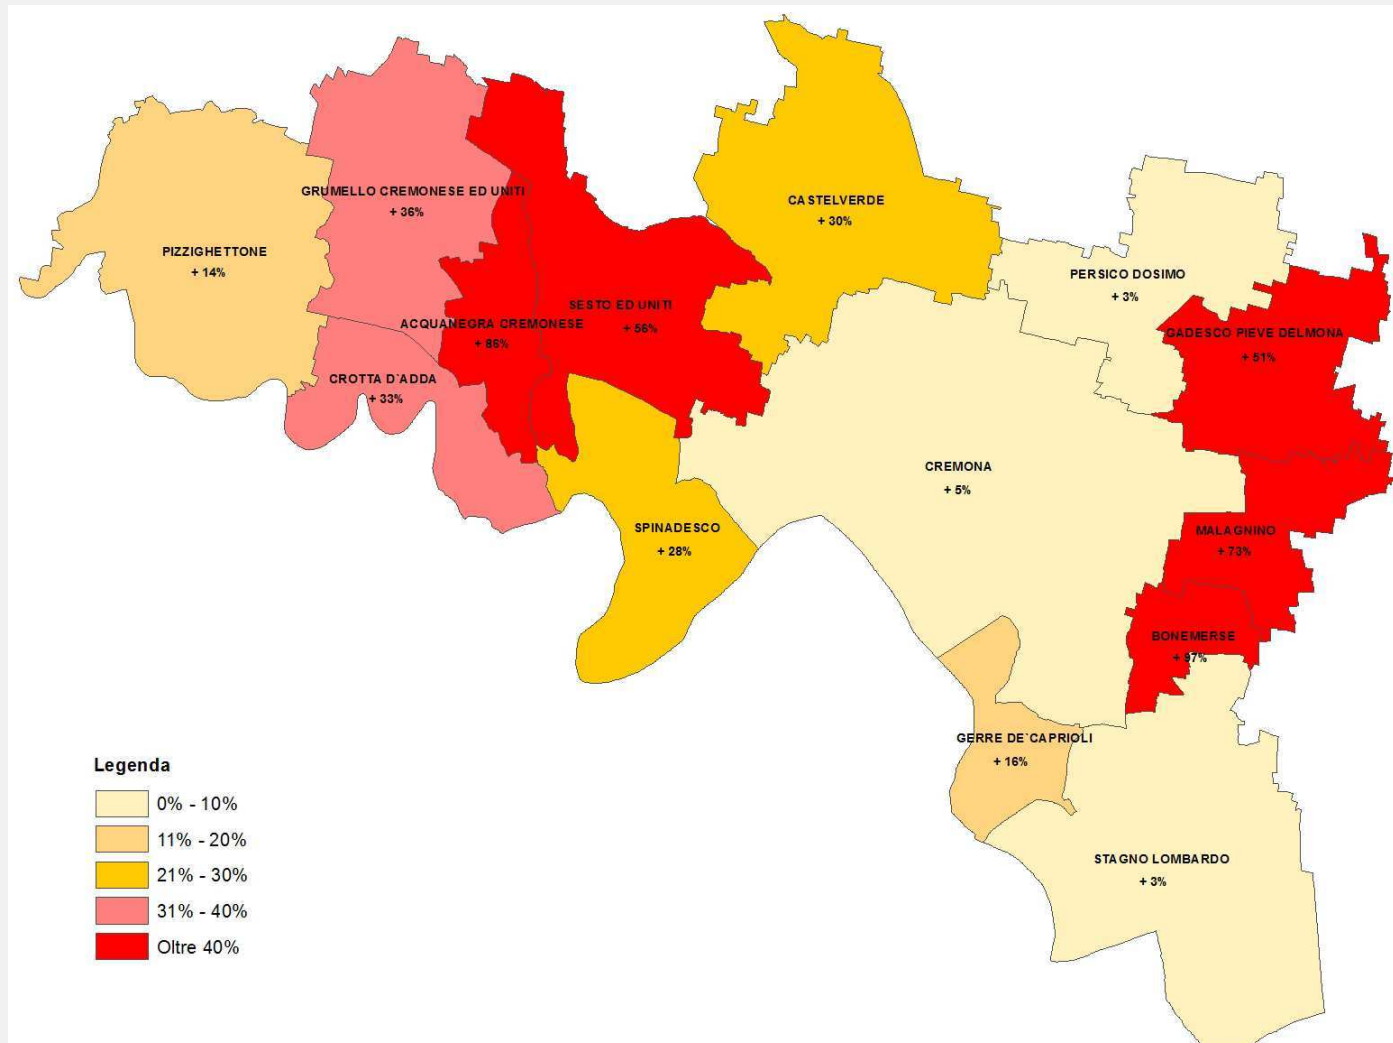 CASTELVERDE
+ 30%
GRUMELLO CREMONESE ED UNITI
+ 36%
PIZZIGHETTONE
+ 14%
PERSICO DOSIMO
+ 3%
SESTO ED UNITI
+ 56%
ACQUANEGRA CREMONESE
+ 86%
GADESCO PIEVE DELMONA
+ 51%
CROTTA D`ADDA
+ 33%
CREMONA
+ 5%
SPINADESCO
+ 28%
MALAGNINO
+ 73%
BONEMERSE
+ 97%
GERRE DE`CAPRIOLI
+ 16%
STAGNO LOMBARDO
+ 3%
Legenda
0% - 10%
11% - 20%
21% - 30%
31% - 40%
Oltre 40%